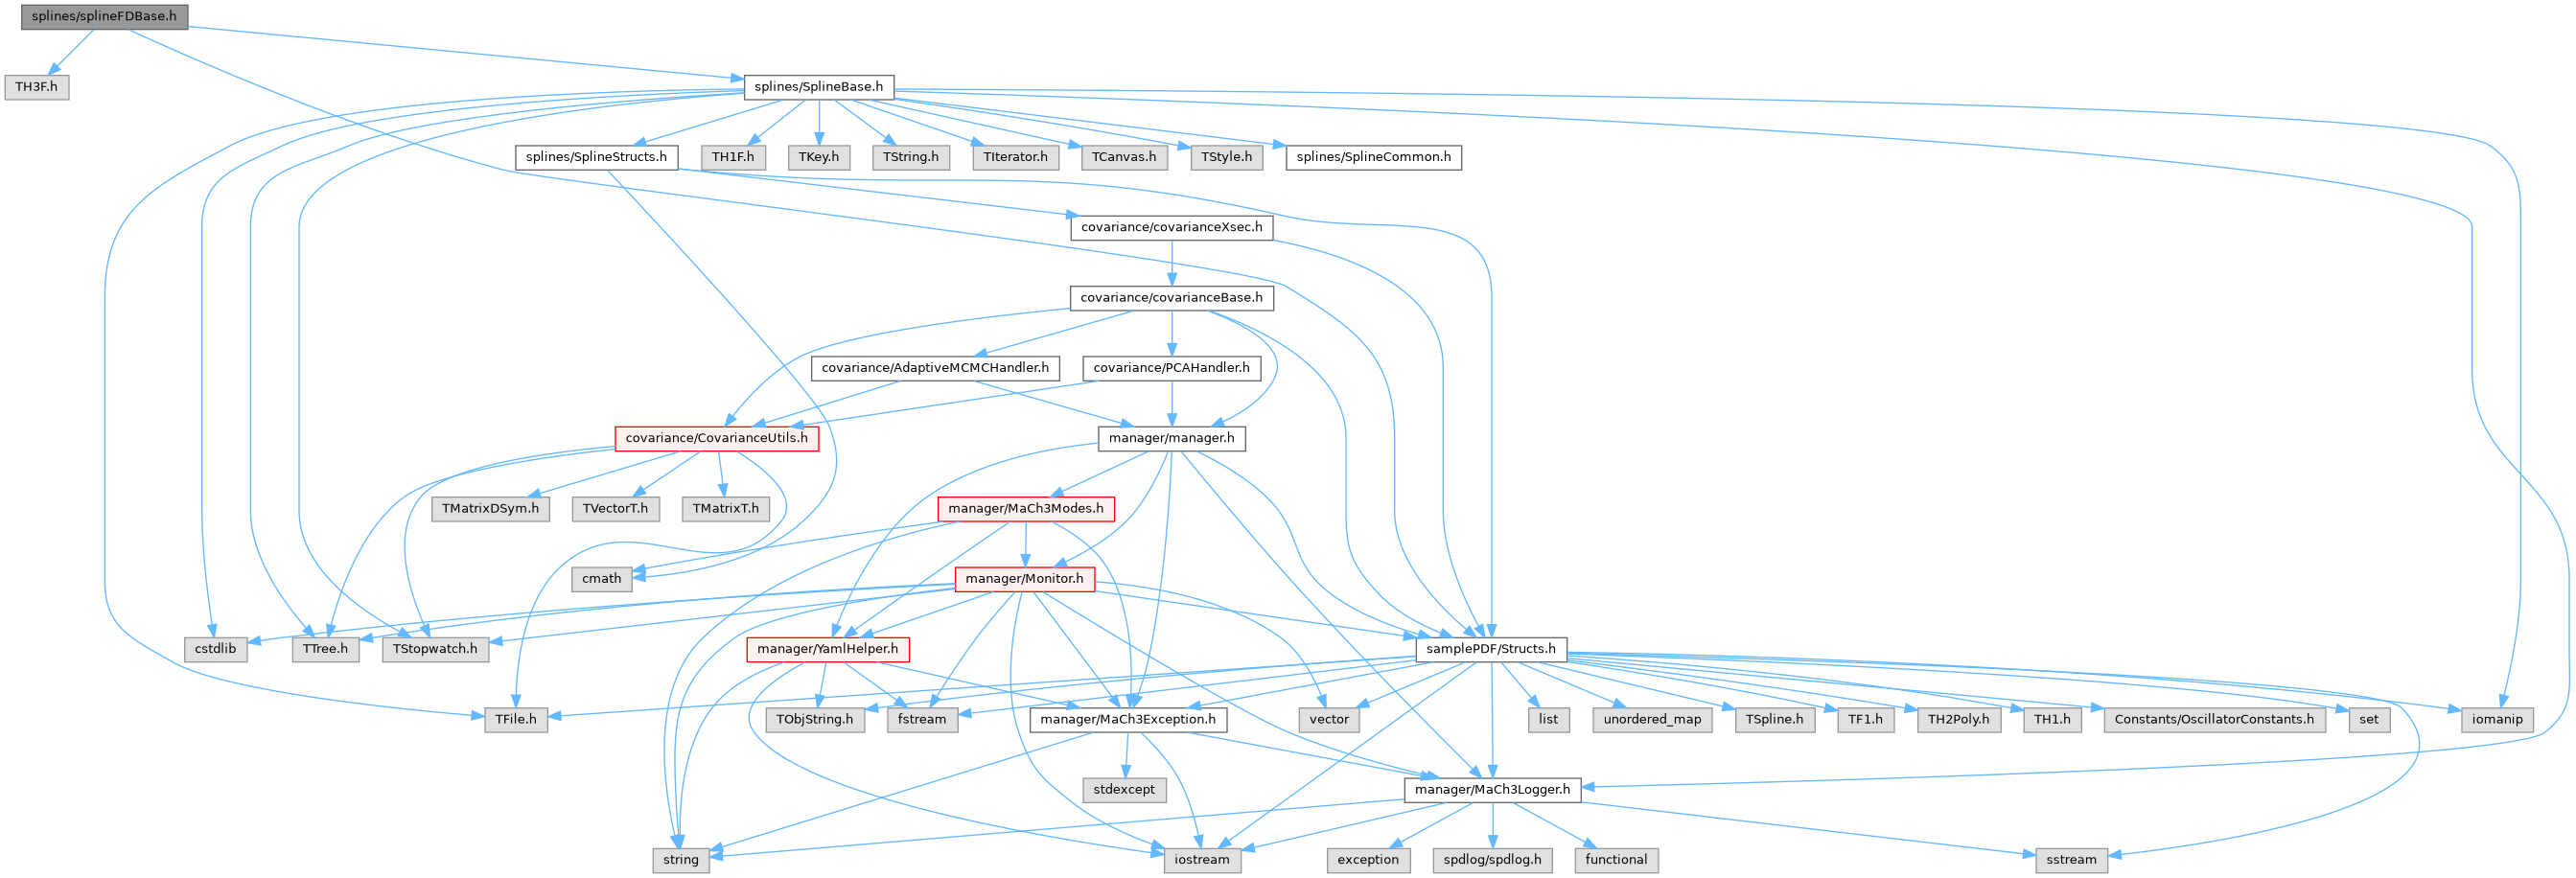 splines/splineFDBase.h
TH3F.h
splines/SplineBase.h
splines/SplineStructs.h
TH1F.h
TKey.h
TString.h
TIterator.h
TCanvas.h
TStyle.h
splines/SplineCommon.h
covariance/covarianceXsec.h
covariance/covarianceBase.h
covariance/AdaptiveMCMCHandler.h
covariance/PCAHandler.h
covariance/CovarianceUtils.h
manager/manager.h
TMatrixDSym.h
TVectorT.h
TMatrixT.h
manager/MaCh3Modes.h
cmath
manager/Monitor.h
cstdlib
TTree.h
TStopwatch.h
manager/YamlHelper.h
samplePDF/Structs.h
TFile.h
TObjString.h
fstream
manager/MaCh3Exception.h
vector
list
unordered_map
TSpline.h
TF1.h
TH2Poly.h
TH1.h
Constants/OscillatorConstants.h
set
iomanip
stdexcept
manager/MaCh3Logger.h
string
iostream
exception
spdlog/spdlog.h
functional
sstream